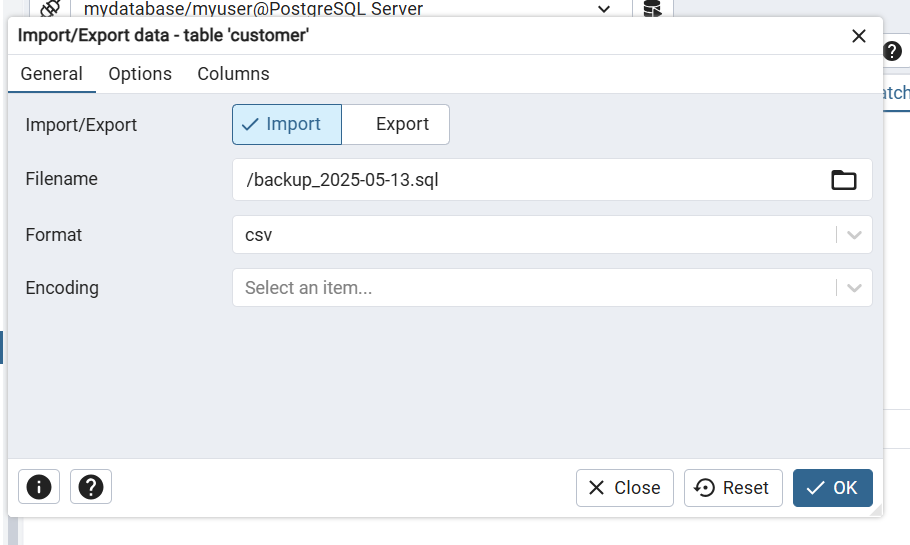 mydatabase/myuser@PostgreSQL Server
Import/Export data - table 'customer'
General Options Columns
Import/Export Import Export
Filename /backup_2025-05-13.sql
atch
Format csv
Encoding Select an item...
Close Reset OK